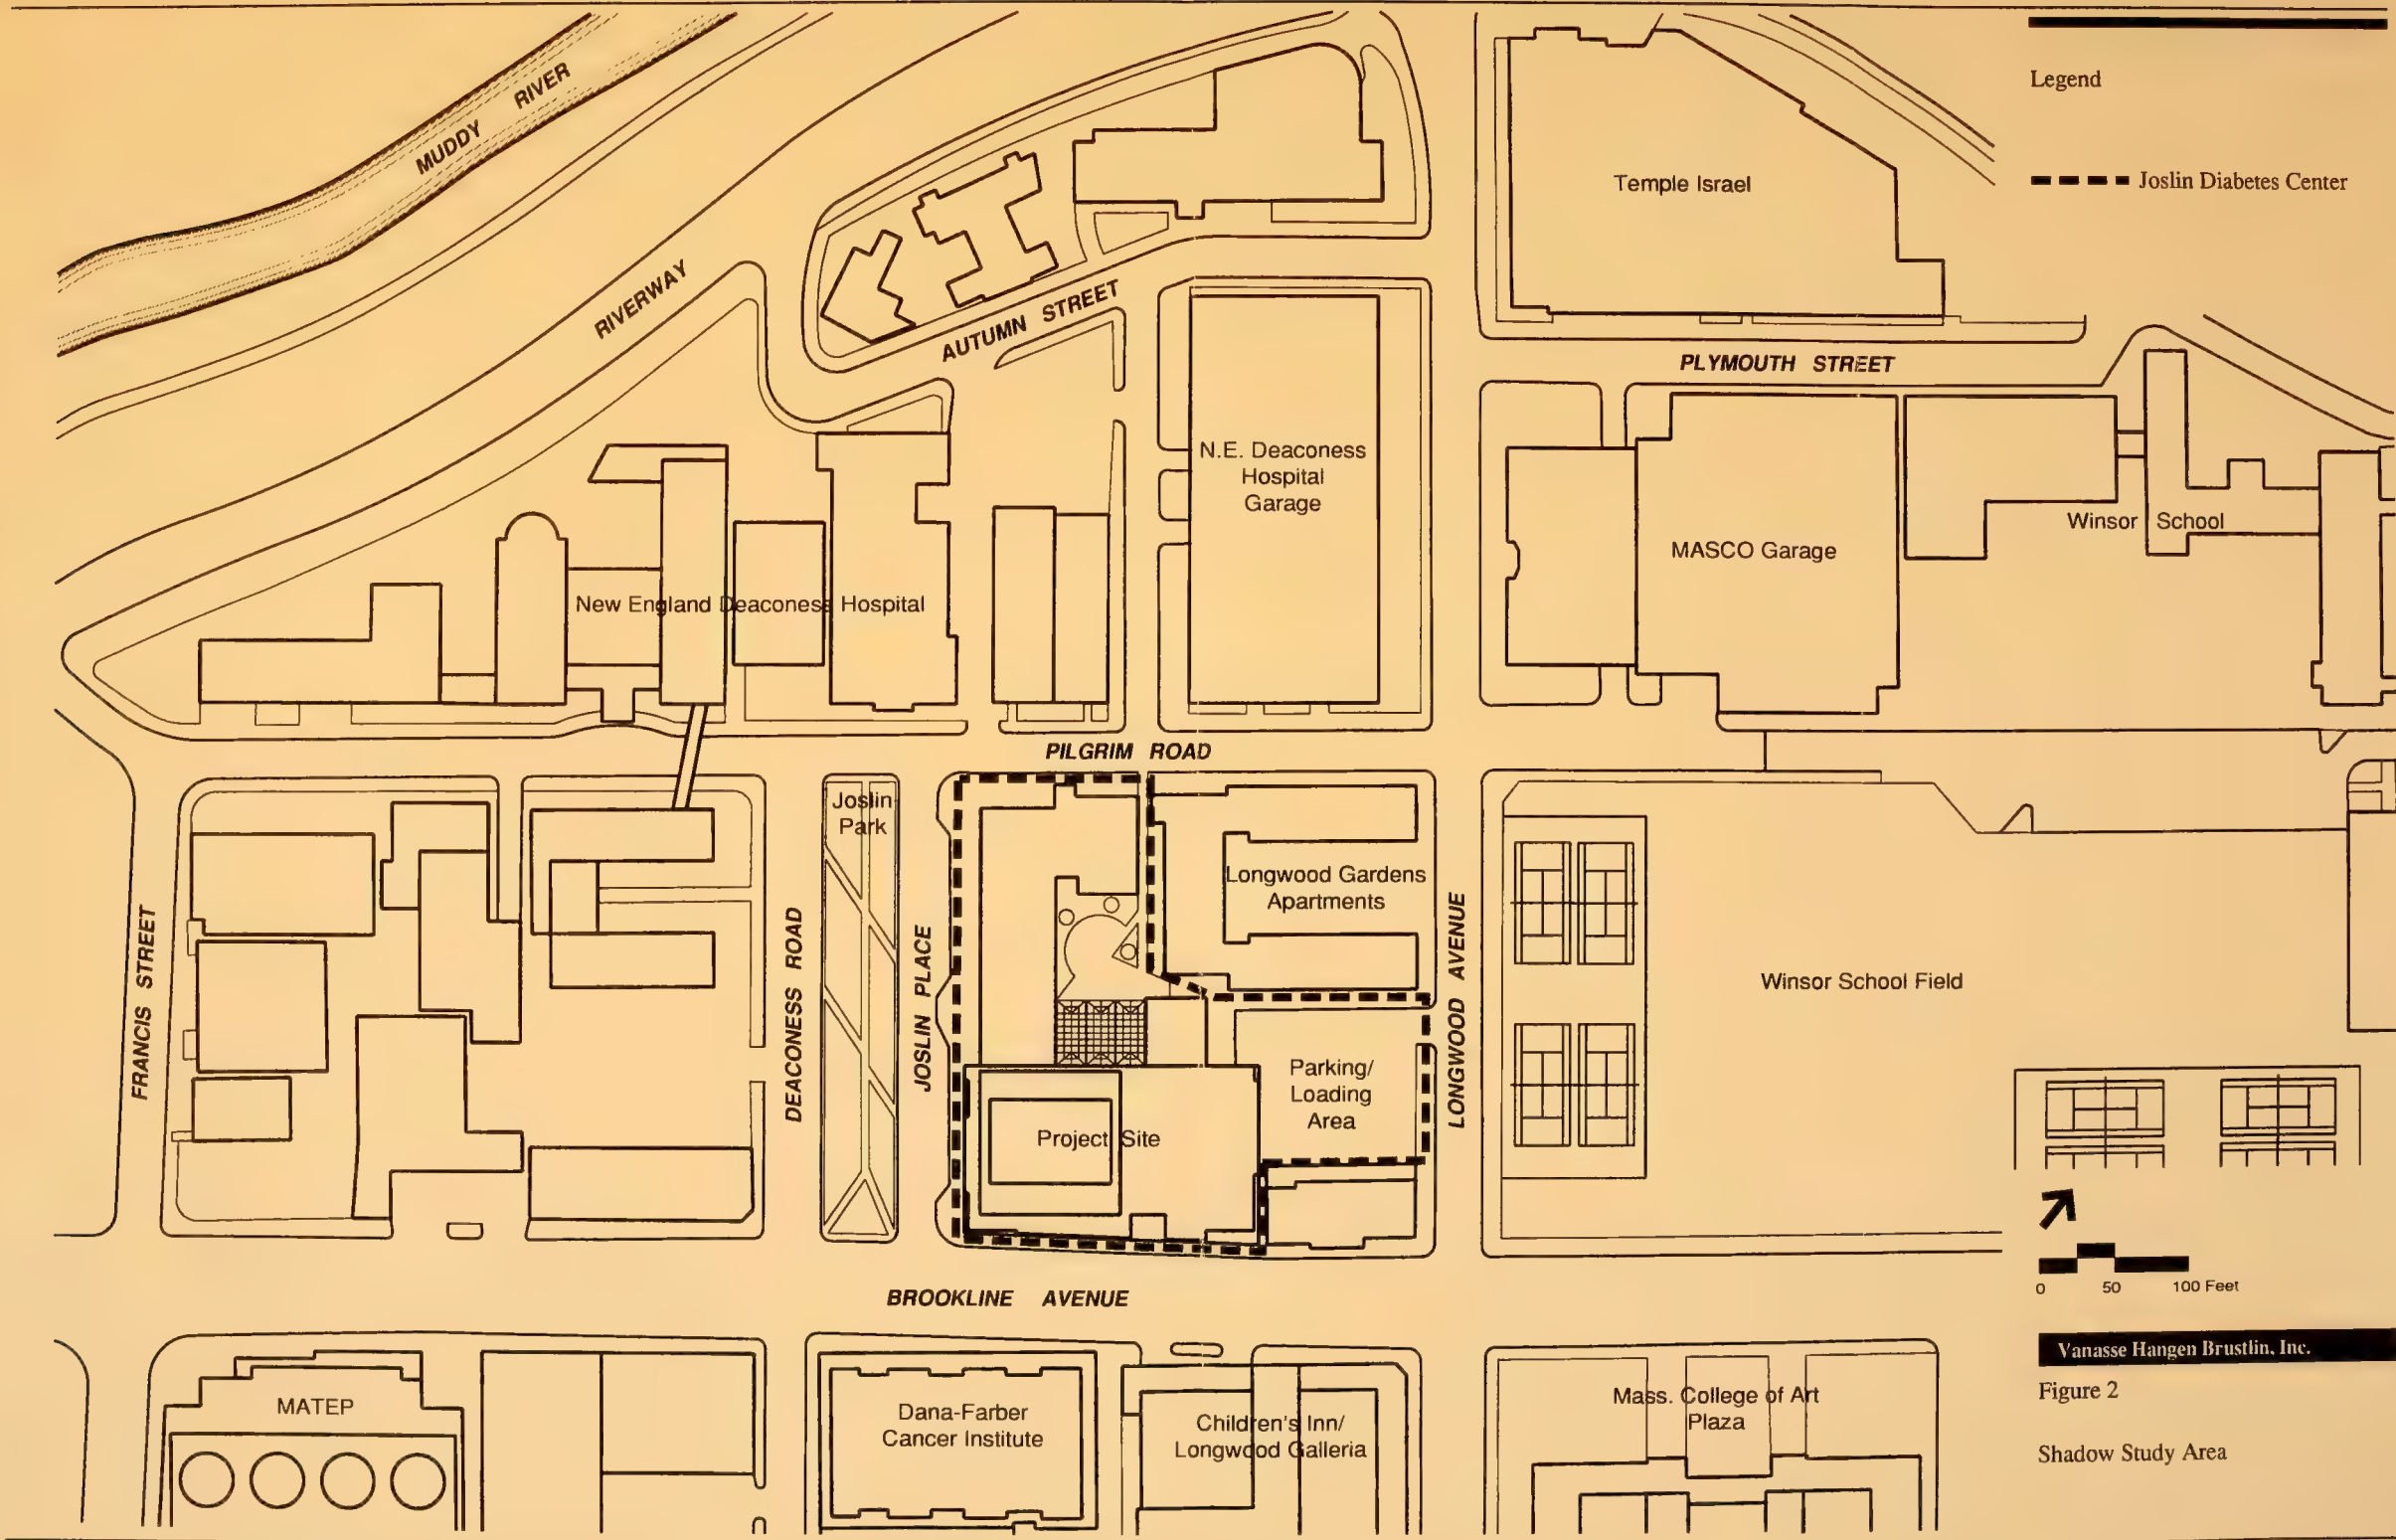 MUDDY RIVER
RIVERWAY
AUTUMN STREET
Temple Israel
Legend
Joslin Diabetes Center
PLYMOUTH STREET
N.E. Deaconess
Hospital
Garage
MASCO Garage
Winsor School
New England Deaconess Hospital
PILGRIM ROAD
Joslin
Park
Longwood Gardens
Apartments
FRANCIS STREET
DEACONESS ROAD
JOSLIN PLACE
LONGWOOD AVENUE
Winsor School Field
Parking/
Loading
Area
Project Site
BROOKLINE AVENUE
0 50 100 Feet
MATEP
Dana-Farber
Cancer Institute
Children's Inn/
Longwood Galleria
Mass. College of Art
Plaza
Vanasse Hangen Brustlin, Inc.
Figure 2
Shadow Study Area